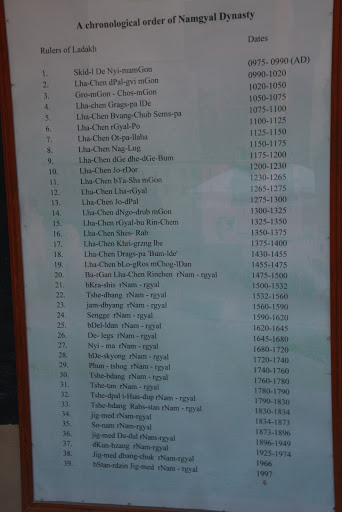 A chronological order of Namgyal Dynasty
Rulers of Ladakh Dates
1. Skid-l De Nyi-mamGon 0975- 0990 (AD)
2. Lha-Chen dPal-gvi mGon 0990-1020
3. Gro-mGon - Chos-mGon 1020-1050
4. Lha-chen Grags-pa lDe 1050-1075
5. Lha-Chen Bvang-Chub Sems-pa 1075-1100
6. Lha-Chen rGyal-Po 1100-1125
7. Lha-Chen Ot-pa-llaha 1125-1150
8. Lha-Chen Nag-Lug 1150-1175
9. Lha-Chen dGe dhe-dGe-Bum 1175-1200
10. Lha-Chen Jo-rDor 1200-1230
11. Lha-Chen bTa-Shs mGon 1230-1265
12. Lha-Chen Lha-rGyal 1265-1275
13. Lha-Chen Jo-dPal 1275-1300
14. Lha-Chen dNgo-drub mGon 1300-1325
15. Lha-Chen rGyal-bu Rin-Chem 1325-1350
16. Lha-Chen Shes- Rab 1350-1375
17. Lha-Chen Khri-grzng lbs 1375-1400
18. Lha-Chen Drags-pa 'Bum-lde' 1430-1455
19. Lha-Chen bLo-gRos mChog-lDan 1455-1475
20. Ba-rGan Lha-Chen Rinchen rNam - rgyal 1475-1500
21. bKra-shis rNam - rgyal 1500-1532
22. Tshe-dbang rNam - rgyal 1532-1560
23. jam-dbyang rNam - rgyal 1560-1590
24. Sengge rNam - rgyal 1590-1620
25. bDel-ldan rNam - rgyal 1620-1645
26. De- legs rNam - rgyal 1645-1680
27. Nyi - ma rNam - rgyal 1680-1720
28. bDe-skyong rNam - rgyal 1720-1740
29. Phun - tshog rNam - rgyal 1740-1760
30. Tshe-bdang rNam - rgyal 1760-1780
31. Tshe-tan rNam - rgyal 1780-1790
32. Tshe-dpal i-Hus-dup rNam-rgyal 1790-1830
33. Tshe-bdang Rabs-stan rNam-rgyal 1830-1834
34. jig-med rNam-rgyal 1834-1873
35. So-nam rNam-rgyal 1873-1896
36. jig-med Da-dul rNam-rgyal 1896-1949
37. dKun-bzang rNam-rgyal 1925-1974
38. Jig-med dbang-chuk rNam-rgyal 1966
39. bStan-rdzin Jig-med rNam - rgyal 1997